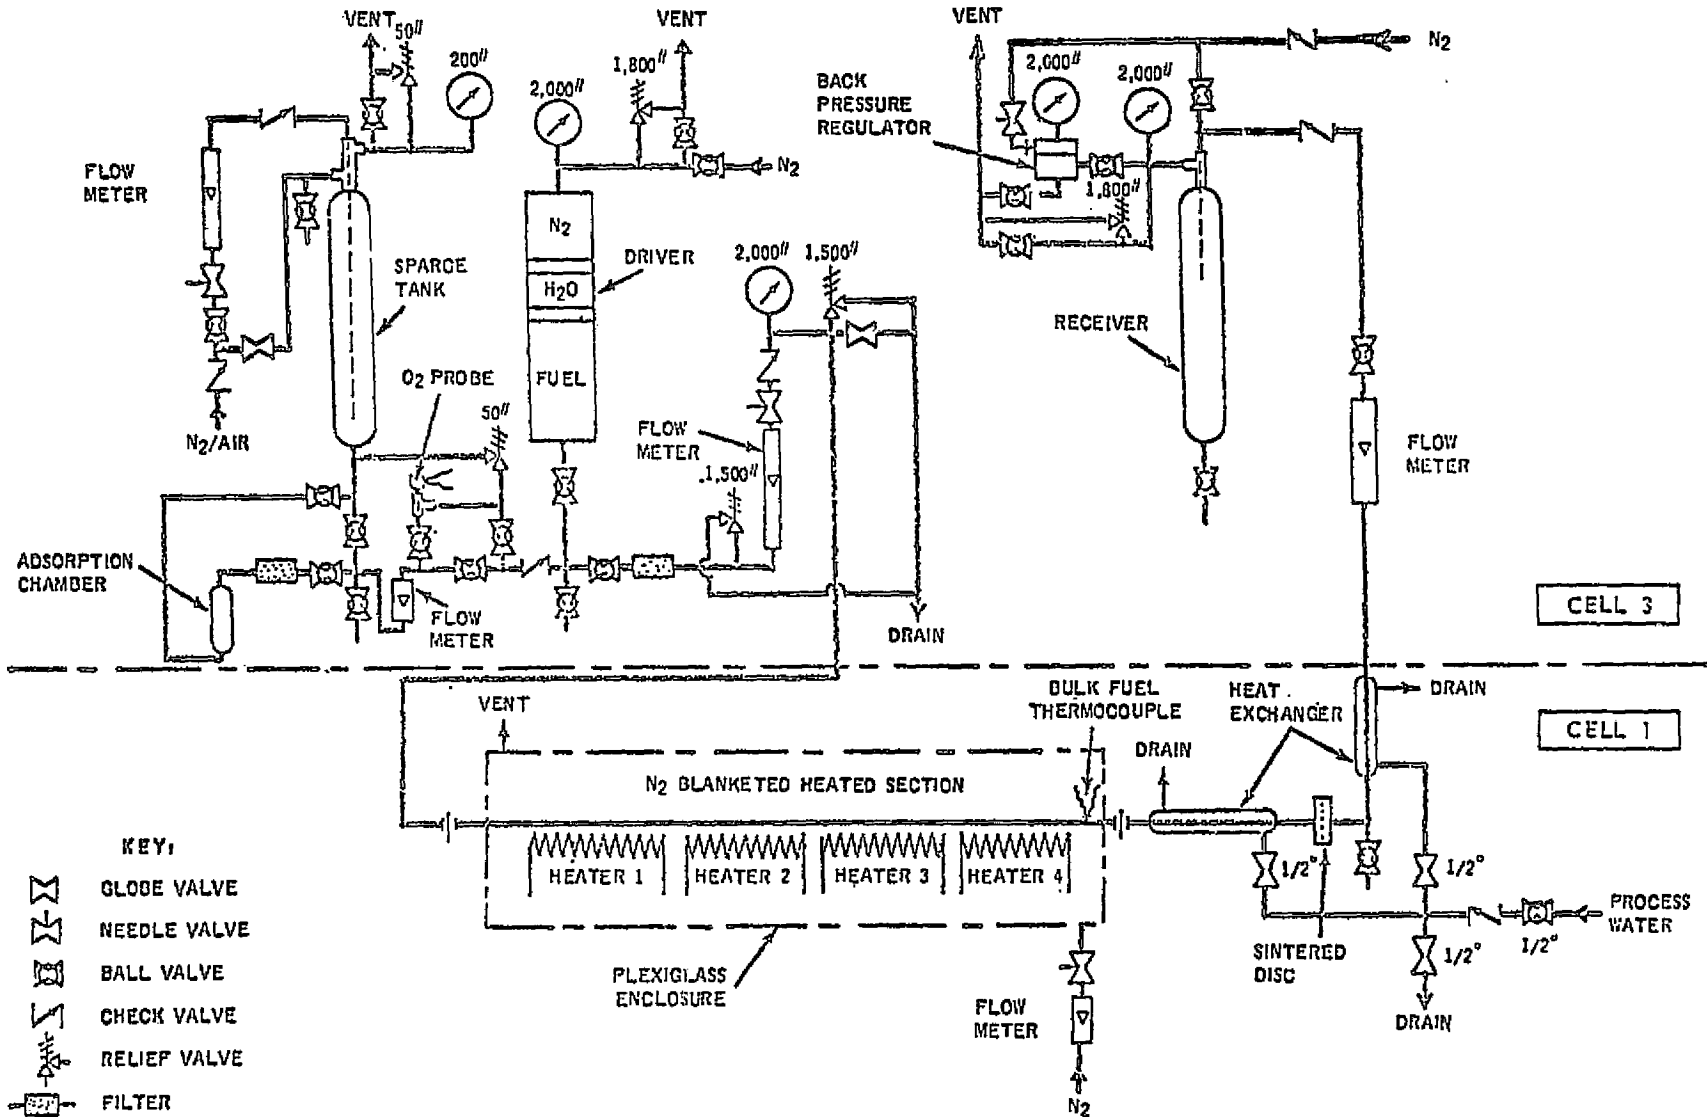 VENT
50"
200"
2,000"
1,800"
VENT
N2
FLOW
METER
SPARGE
TANK
N2/AIR
N2
H2O
FUEL
DRIVER
O2 PROBE
50"
2,000"
1,500"
FLOW
METER
1,500"
ADSORPTION
CHAMBER
FLOW
METER
DRAIN
VENT
BACK
PRESSURE
REGULATOR
2,000"
2,000"
N2
1,800"
RECEIVER
FLOW
METER
CELL 3
CELL 1
VENT
N2 BLANKETED HEATED SECTION
BULK FUEL
THERMOCOUPLE
HEAT
EXCHANGER
DRAIN
DRAIN
HEATER 1
HEATER 2
HEATER 3
HEATER 4
PLEXIGLASS
ENCLOSURE
FLOW
METER
N2
1/2"
1/2"
1/2"
1/2"
SINTERED
DISC
PROCESS
WATER
DRAIN
KEY:
GLOBE VALVE
NEEDLE VALVE
BALL VALVE
CHECK VALVE
RELIEF VALVE
FILTER